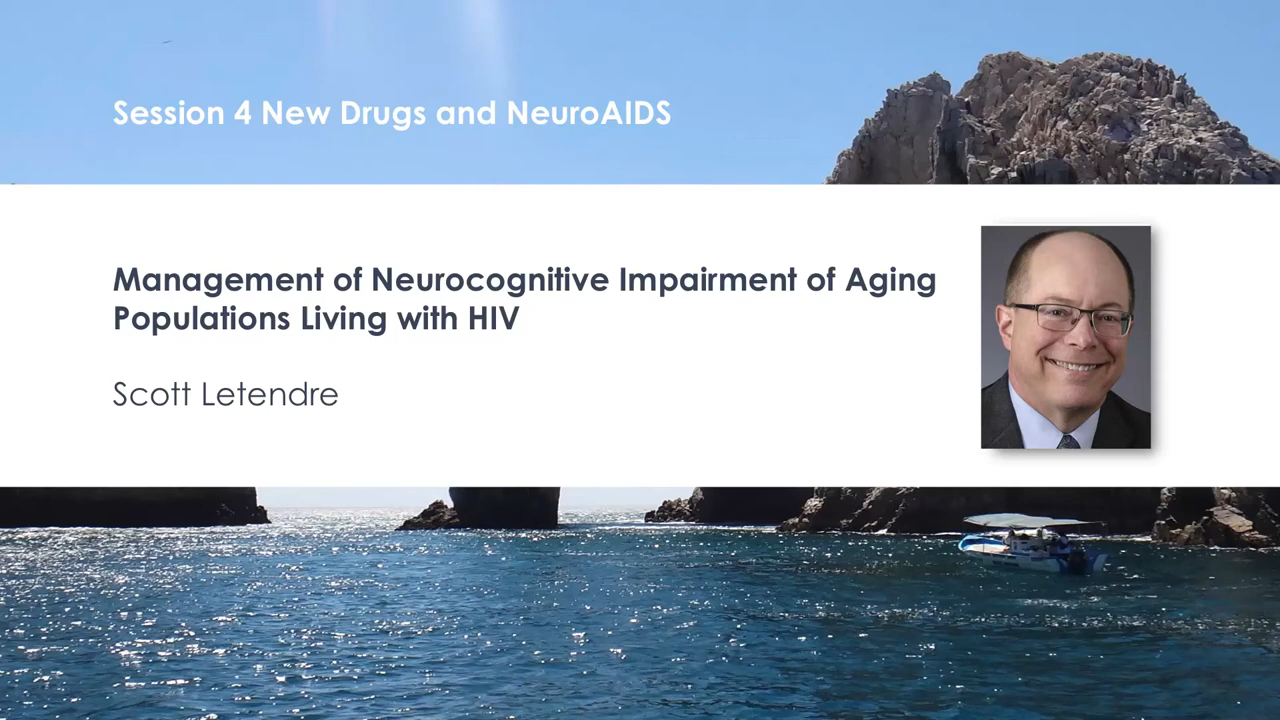 Session 4 New Drugs and NeuroAIDS
Management of Neurocognitive Impairment of Aging
Populations Living with HIV
Scott Letendre